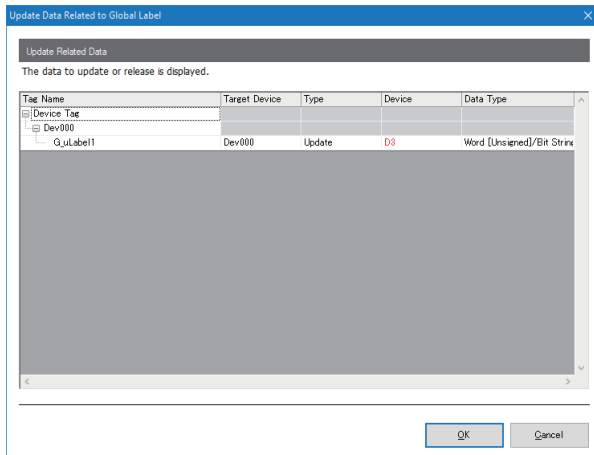 Update Data Related to Global Label
Update Related Data
The data to update or release is displayed.
Tag Name Target Device Type Device Data Type
Device Tag
Dev000
G_uLabel1 Dev000 Update D3 Word [Unsigned]/Bit String
OK Cancel